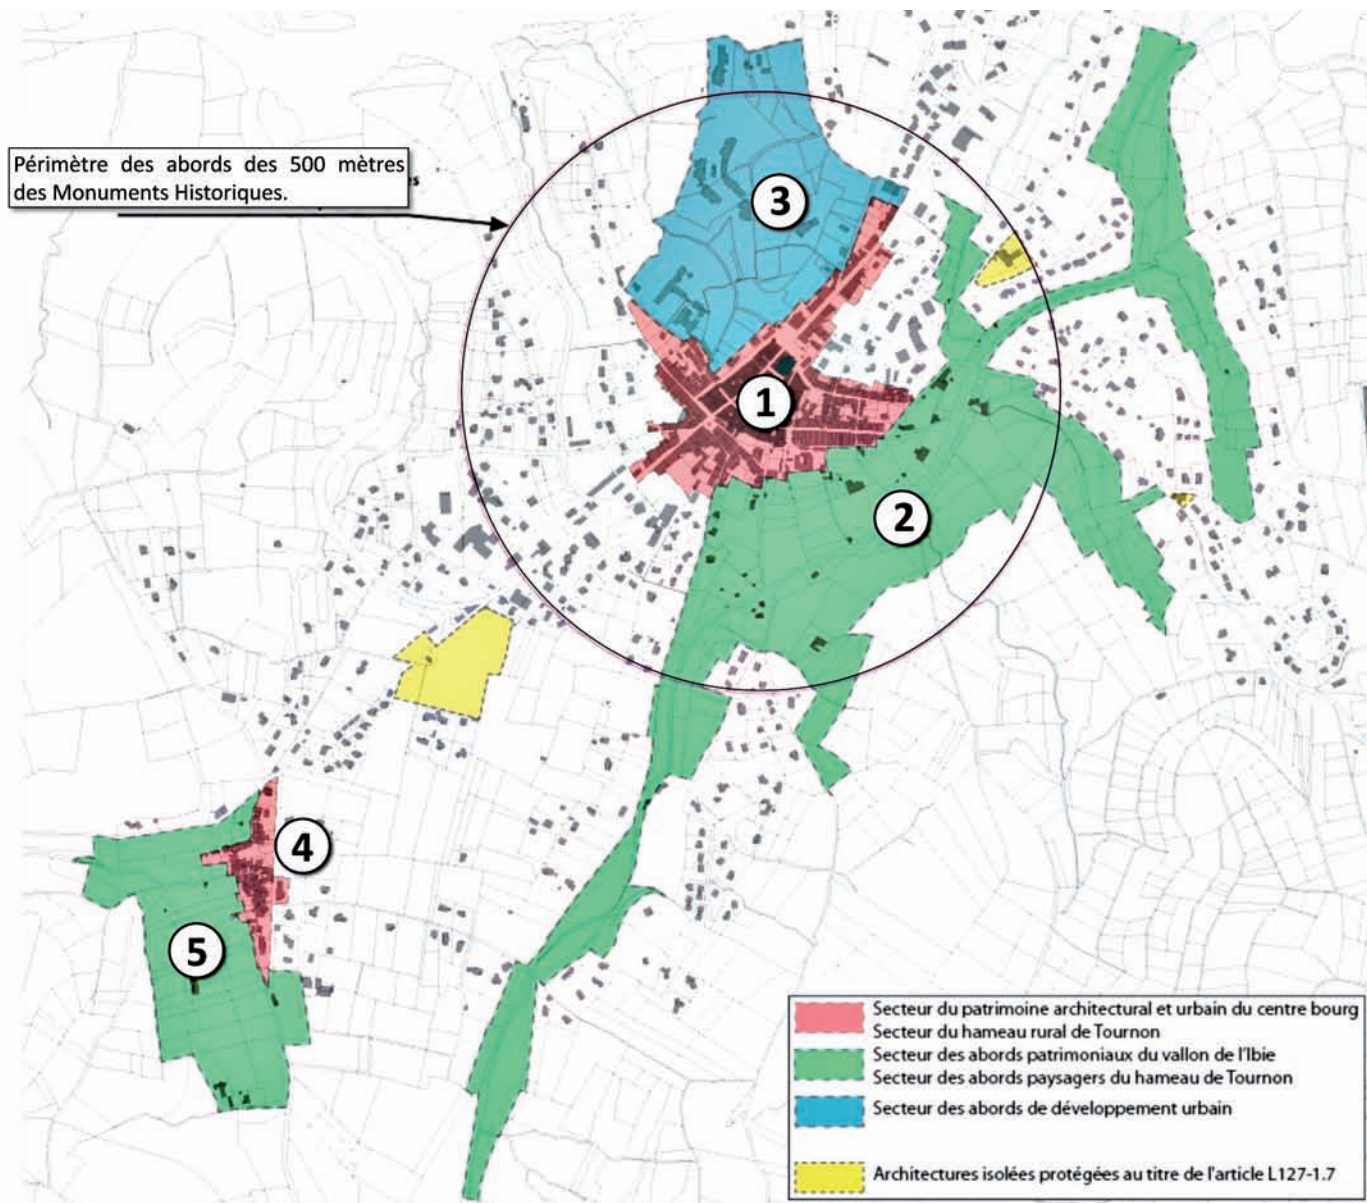 Périmètre des abords des 500 mètres
des Monuments Historiques.
3
1
2
4
5
Secteur du patrimoine architectural et urbain du centre bourg
Secteur du hameau rural de Tournon
Secteur des abords patrimoniaux du vallon de l'Ibie
Secteur des abords paysagers du hameau de Tournon
Secteur des abords de développement urbain
Architectures isolées protégées au titre de l'article L127-1.7